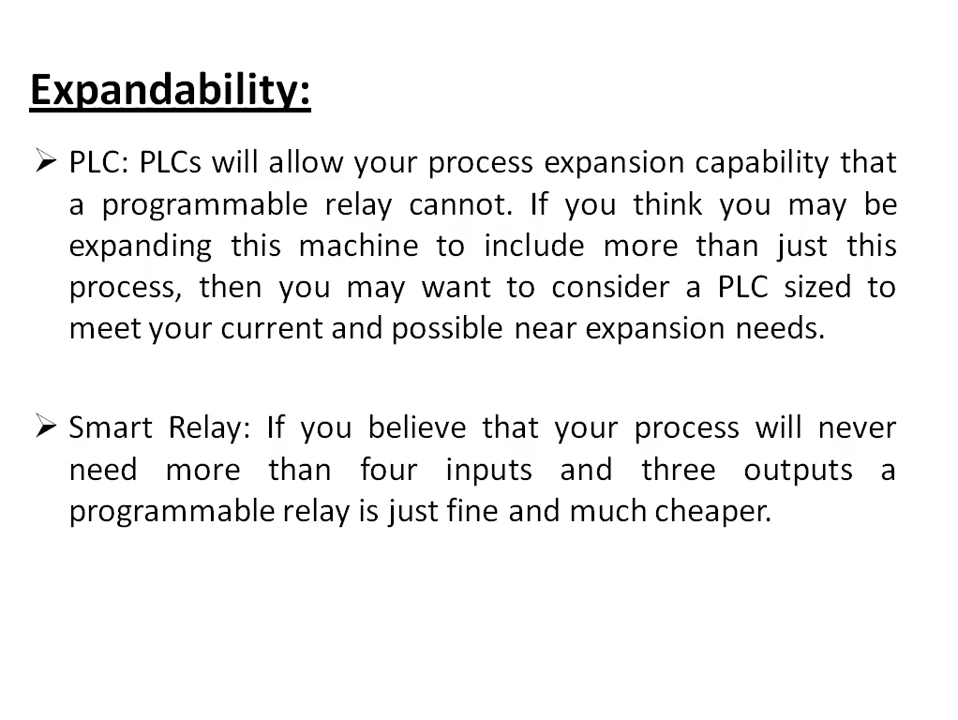 Expandability:
PLC: PLCs will allow your process expansion capability that
a programmable relay cannot. If you think you may be
expanding this machine to include more than just this
process, then you may want to consider a PLC sized to
meet your current and possible near expansion needs.
Smart Relay: If you believe that your process will never
need more than four inputs and three outputs a
programmable relay is just fine and much cheaper.